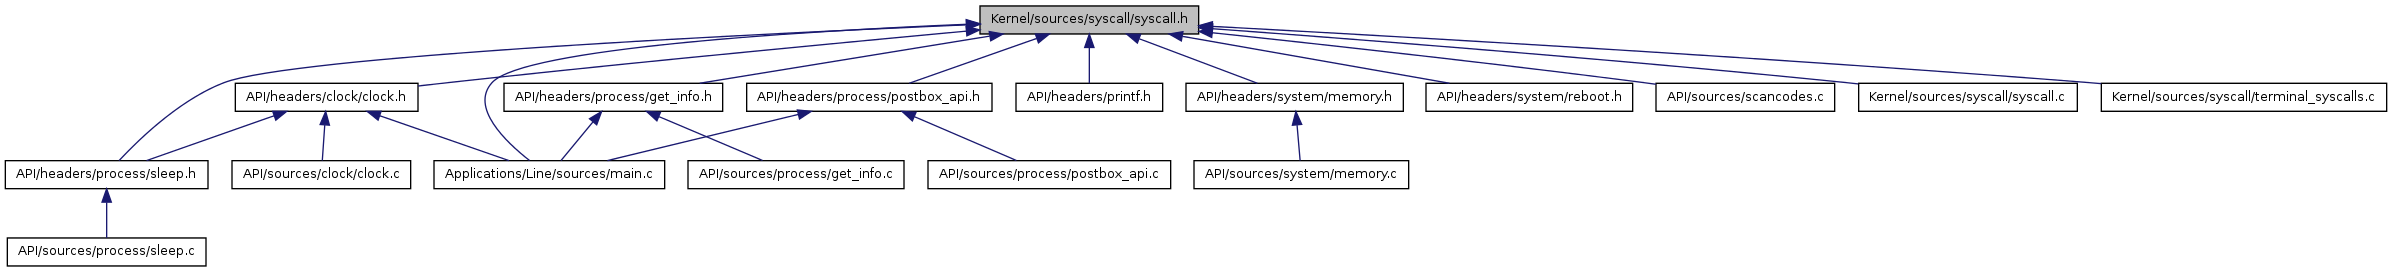 Kernel/sources/syscall/syscall.h
API/headers/clock/clock.h
API/headers/process/get_info.h
API/headers/process/postbox_api.h
API/headers/printf.h
API/headers/system/memory.h
API/headers/system/reboot.h
API/sources/scancodes.c
Kernel/sources/syscall/syscall.c
Kernel/sources/syscall/terminal_syscalls.c
API/headers/process/sleep.h
API/sources/clock/clock.c
Applications/Line/sources/main.c
API/sources/process/get_info.c
API/sources/process/postbox_api.c
API/sources/system/memory.c
API/sources/process/sleep.c